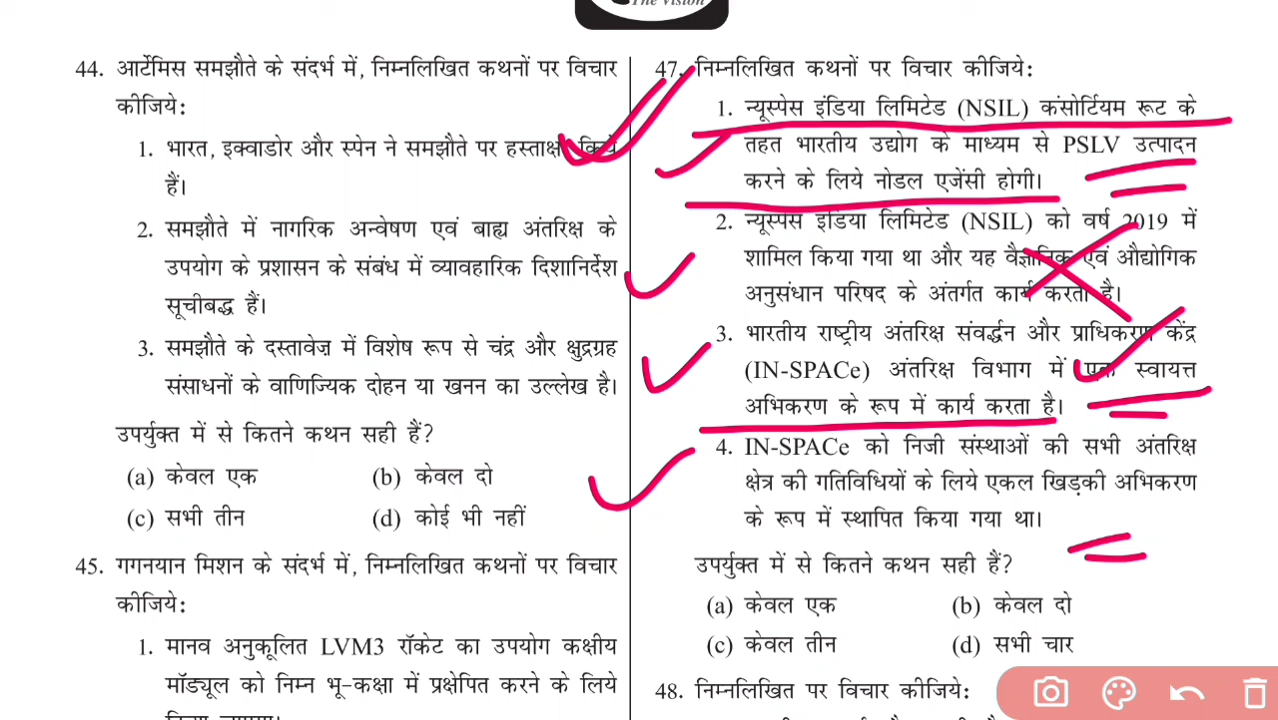 The Vision
44. आर्टेमिस समझौते के संदर्भ में, निम्नलिखित कथनों पर विचार
कीजिये:
1. भारत, इक्वाडोर और स्पेन ने समझौते पर हस्ताक्षर किये
हैं।
2. समझौते में नागरिक अन्वेषण एवं बाह्य अंतरिक्ष के
उपयोग के प्रशासन के संबंध में व्यावहारिक दिशानिर्देश
सूचीबद्ध हैं।
3. समझौते के दस्तावेज़ में विशेष रूप से चंद्र और क्षुद्रग्रह
संसाधनों के वाणिज्यिक दोहन या खनन का उल्लेख है।
उपर्युक्त में से कितने कथन सही हैं?
(a) केवल एक (b) केवल दो
(c) सभी तीन (d) कोई भी नहीं
45. गगनयान मिशन के संदर्भ में, निम्नलिखित कथनों पर विचार
कीजिये:
1. मानव अनुकूलित LVM3 रॉकेट का उपयोग कक्षीय
मॉड्यूल को निम्न भू-कक्षा में प्रक्षेपित करने के लिये
47. निम्नलिखित कथनों पर विचार कीजिये:
1. न्यूस्पेस इंडिया लिमिटेड (NSIL) कंसोर्टियम रूट के
तहत भारतीय उद्योग के माध्यम से PSLV उत्पादन
करने के लिये नोडल एजेंसी होगी।
2. न्यूस्पेस इंडिया लिमिटेड (NSIL) को वर्ष 2019 में
शामिल किया गया था और यह वैज्ञानिक एवं औद्योगिक
अनुसंधान परिषद के अंतर्गत कार्य करता है।
3. भारतीय राष्ट्रीय अंतरिक्ष संवर्द्धन और प्राधिकरण केंद्र
(IN-SPACe) अंतरिक्ष विभाग में एक स्वायत्त
अभिकरण के रूप में कार्य करता है।
4. IN-SPACe को निजी संस्थाओं की सभी अंतरिक्ष
क्षेत्र की गतिविधियों के लिये एकल खिड़की अभिकरण
के रूप में स्थापित किया गया था।
उपर्युक्त में से कितने कथन सही हैं?
(a) केवल एक (b) केवल दो
(c) केवल तीन (d) सभी चार
48. निम्नलिखित पर विचार कीजिये: